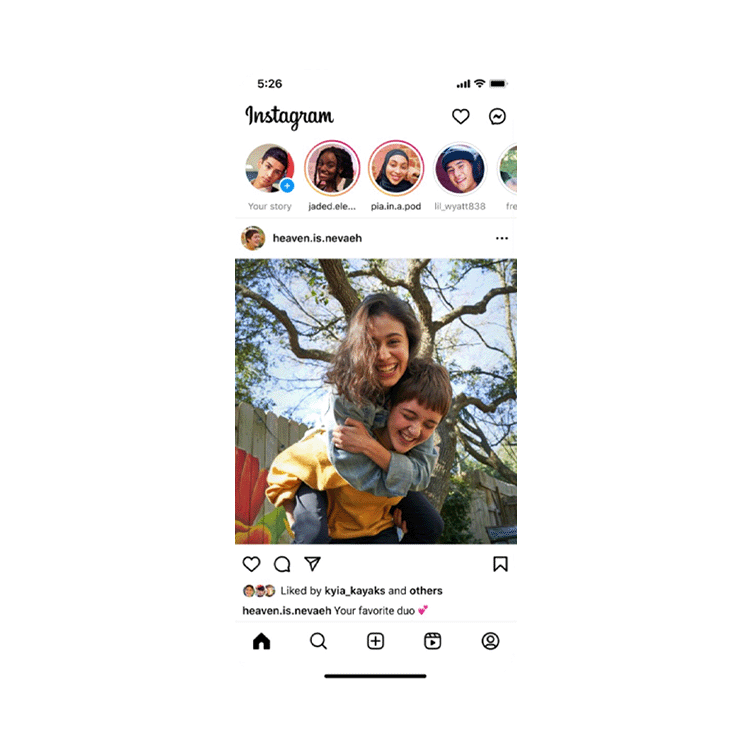 5:26
Instagram
Your story jaded.ele... pia.in.a.pod lil_wyatt838 fre
heaven.is.nevaeh
Liked by kyia_kayaks and others
heaven.is.nevaeh Your favorite duo 💕